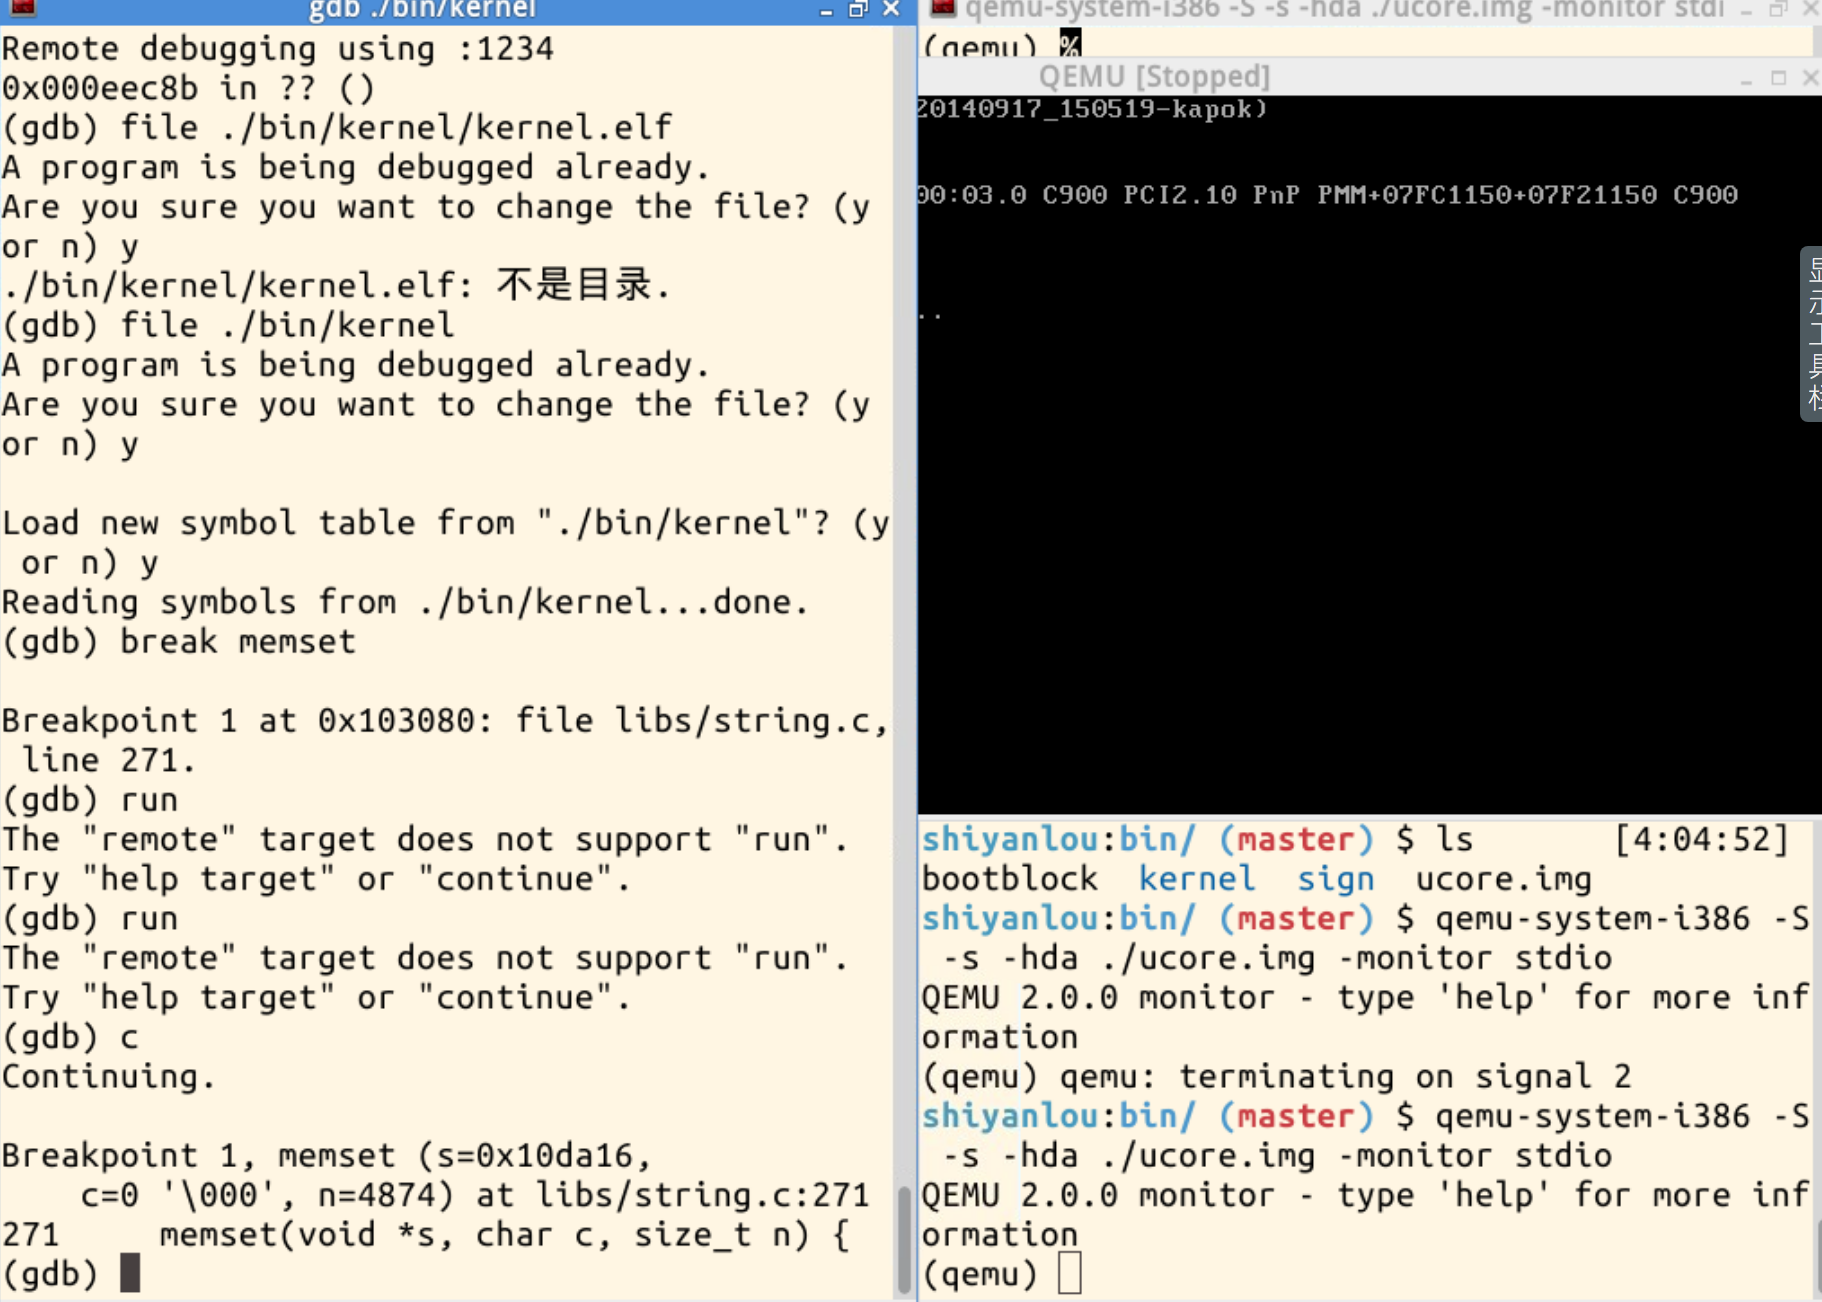 gdb ./bin/kernel
Remote debugging using :1234
0x000eec8b in ?? ()
(gdb) file ./bin/kernel/kernel.elf
A program is being debugged already.
Are you sure you want to change the file? (y
or n) y
./bin/kernel/kernel.elf: 不是目录.
(gdb) file ./bin/kernel
A program is being debugged already.
Are you sure you want to change the file? (y
or n) y
Load new symbol table from "./bin/kernel"? (y
 or n) y
Reading symbols from ./bin/kernel...done.
(gdb) break memset
Breakpoint 1 at 0x103080: file libs/string.c,
 line 271.
(gdb) run
The "remote" target does not support "run".
Try "help target" or "continue".
(gdb) run
The "remote" target does not support "run".
Try "help target" or "continue".
(gdb) c
Continuing.
Breakpoint 1, memset (s=0x10da16,
    c=0 '\000', n=4874) at libs/string.c:271
271     memset(void *s, char c, size_t n) {
(gdb)
qemu-system-i386 -S -s -hda ./ucore.img -monitor stdi
(qemu) %
QEMU [Stopped]
20140917_150519-kapok)
00:03.0 C900 PCI2.10 PnP PMM+07FC1150+07F21150 C900
..
显示工具栏
shiyanlou:bin/ (master) $ ls [4:04:52]
bootblock kernel sign ucore.img
shiyanlou:bin/ (master) $ qemu-system-i386 -S
 -s -hda ./ucore.img -monitor stdio
QEMU 2.0.0 monitor - type 'help' for more inf
ormation
(qemu) qemu: terminating on signal 2
shiyanlou:bin/ (master) $ qemu-system-i386 -S
 -s -hda ./ucore.img -monitor stdio
QEMU 2.0.0 monitor - type 'help' for more inf
ormation
(qemu)